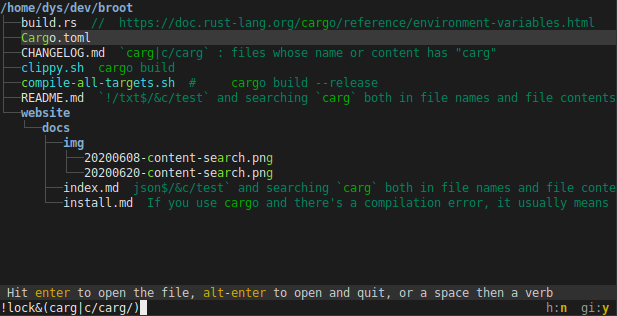 /home/dys/dev/broot
build.rs  //  https://doc.rust-lang.org/cargo/reference/environment-variables.html
Cargo.toml
CHANGELOG.md  `carg|c/carg` : files whose name or content has "carg"
clippy.sh  cargo build
compile-all-targets.sh  #     cargo build --release
README.md  `!/txt$/&c/test` and searching `carg` both in file names and file contents
website
docs
img
20200608-content-search.png
20200620-content-search.png
index.md  json$/&c/test` and searching `carg` both in file names and file conte
install.md  If you use cargo and there's a compilation error, it usually means
Hit enter to open the file, alt-enter to open and quit, or a space then a verb
!lock&(carg|c/carg/)  h:n  gi:y